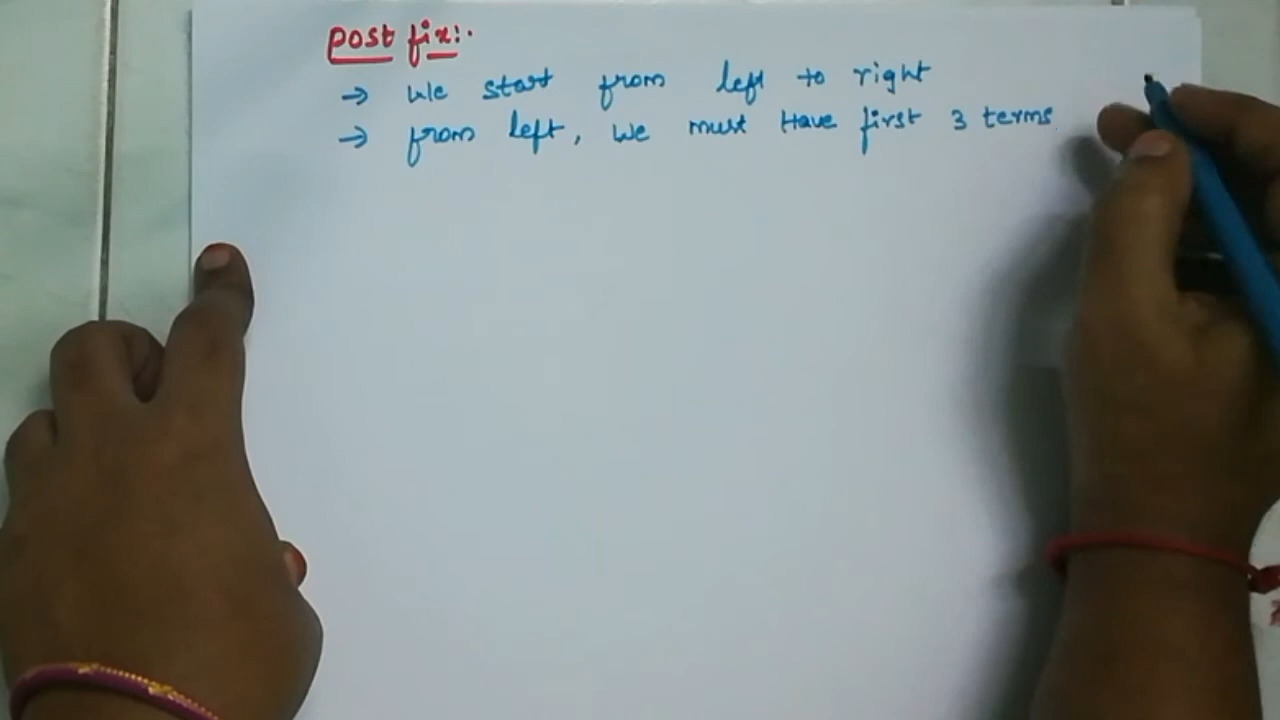 post fix:-
→ We start from left to right
→ from left, we must Have first 3 terms